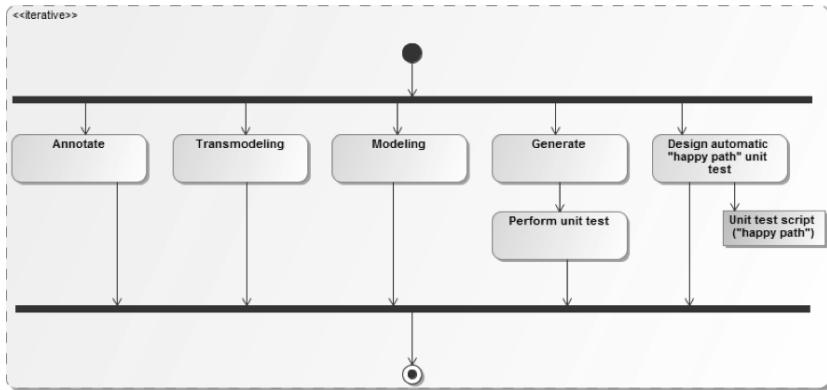 <<iterative>>
Annotate
Transmodeling
Modeling
Generate
Design automatic
"happy path" unit
test
Perform unit test
Unit test script
("happy path")